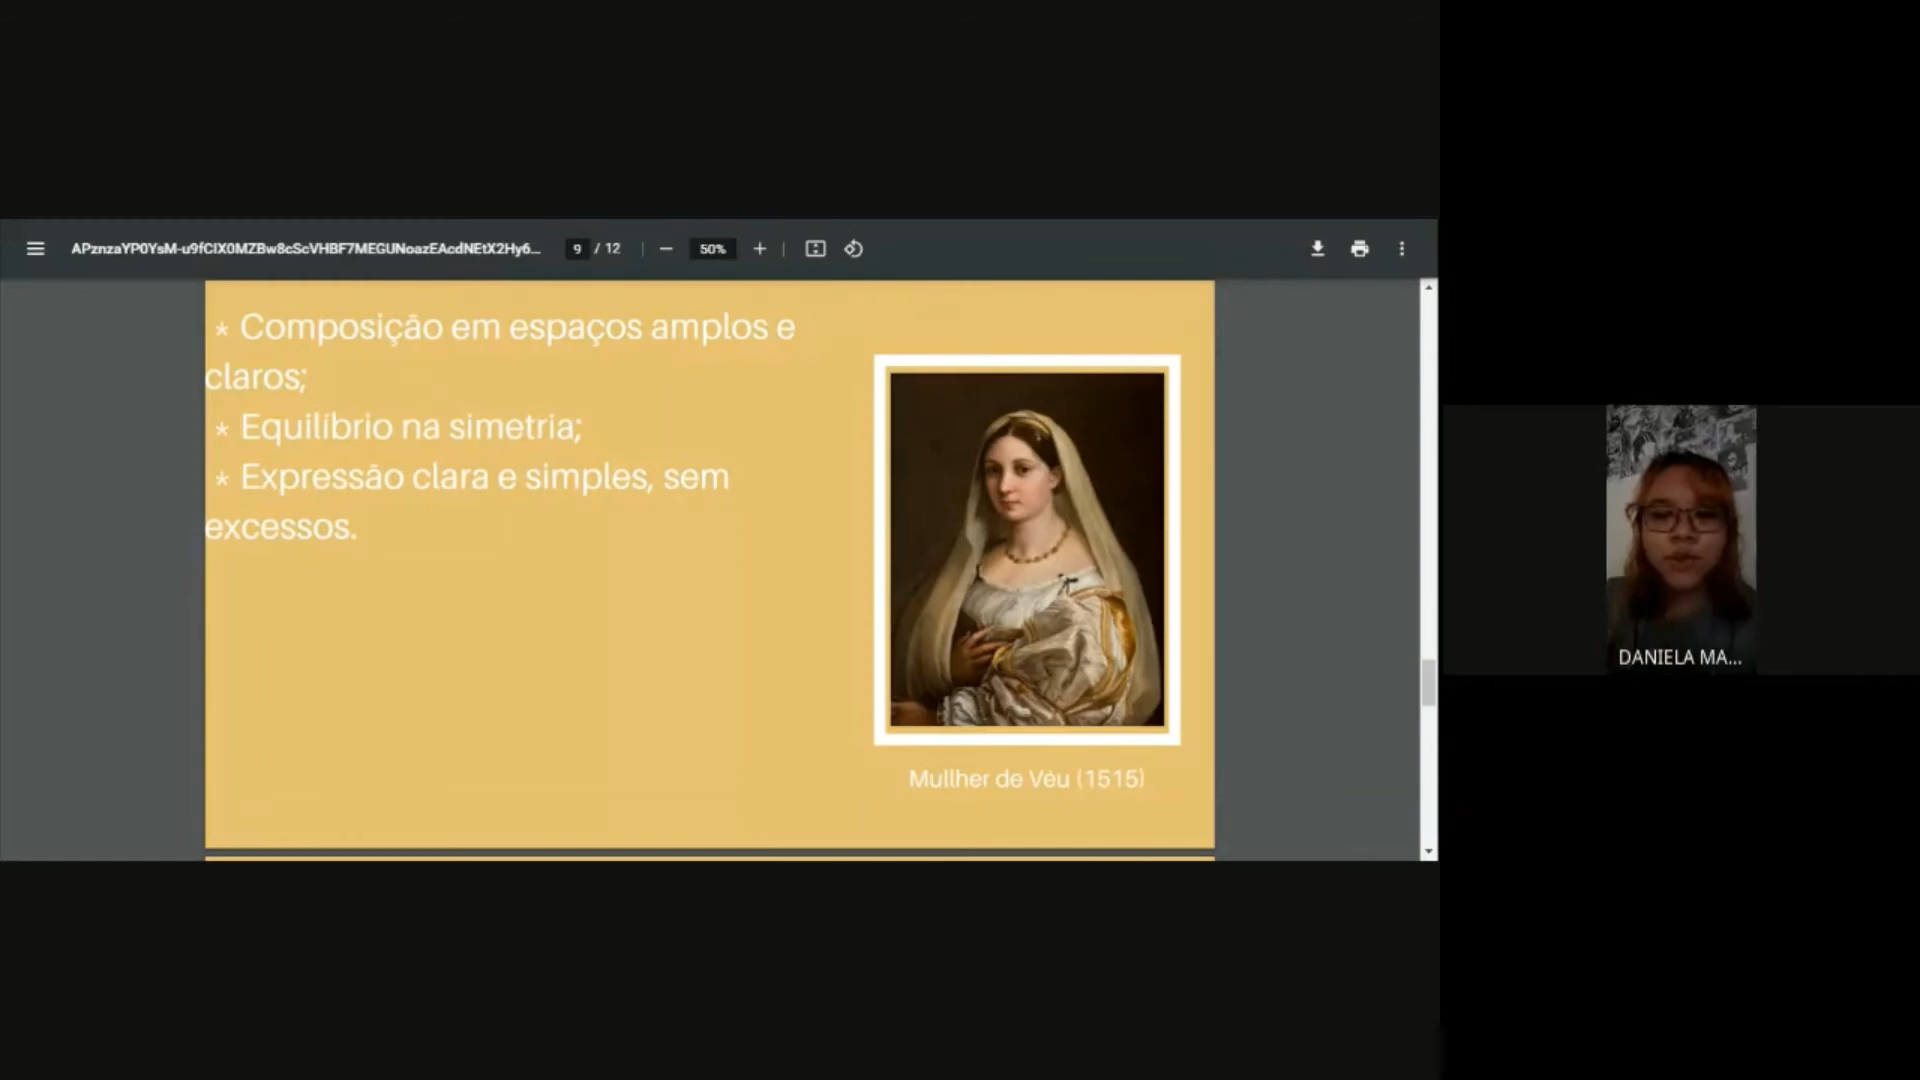 APznzaYP0YsM-u9fCIX0MZBw8cScVHBF7MEGUNoazEAcdNEtX2Hy6... 9 / 12 50%
* Composição em espaços amplos e
claros;
* Equilíbrio na simetria;
* Expressão clara e simples, sem
excessos.
Mullher de Véu (1515)
DANIELA MA...